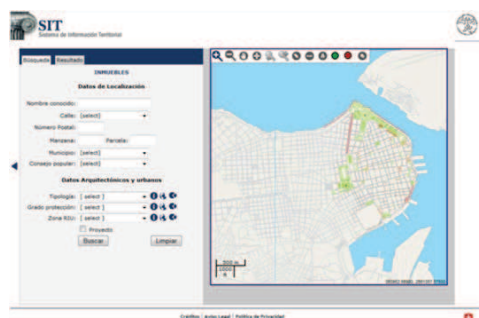 SIT
Sistema de Información Territorial
Búsqueda Resultado
INMUEBLES
Datos de Localización
Nombre conocido:
Calle: [select]
Número Postal:
Manzana: Parcela:
Municipio: [select]
Consejo popular: [select]
Datos Arquitectónicos y urbanos
Tipología: [ select ]
Grado protección: [ select ]
Zona RIU: [ select ]
Proyecto
Buscar Limpiar
Créditos | Aviso Legal | Política de Privacidad